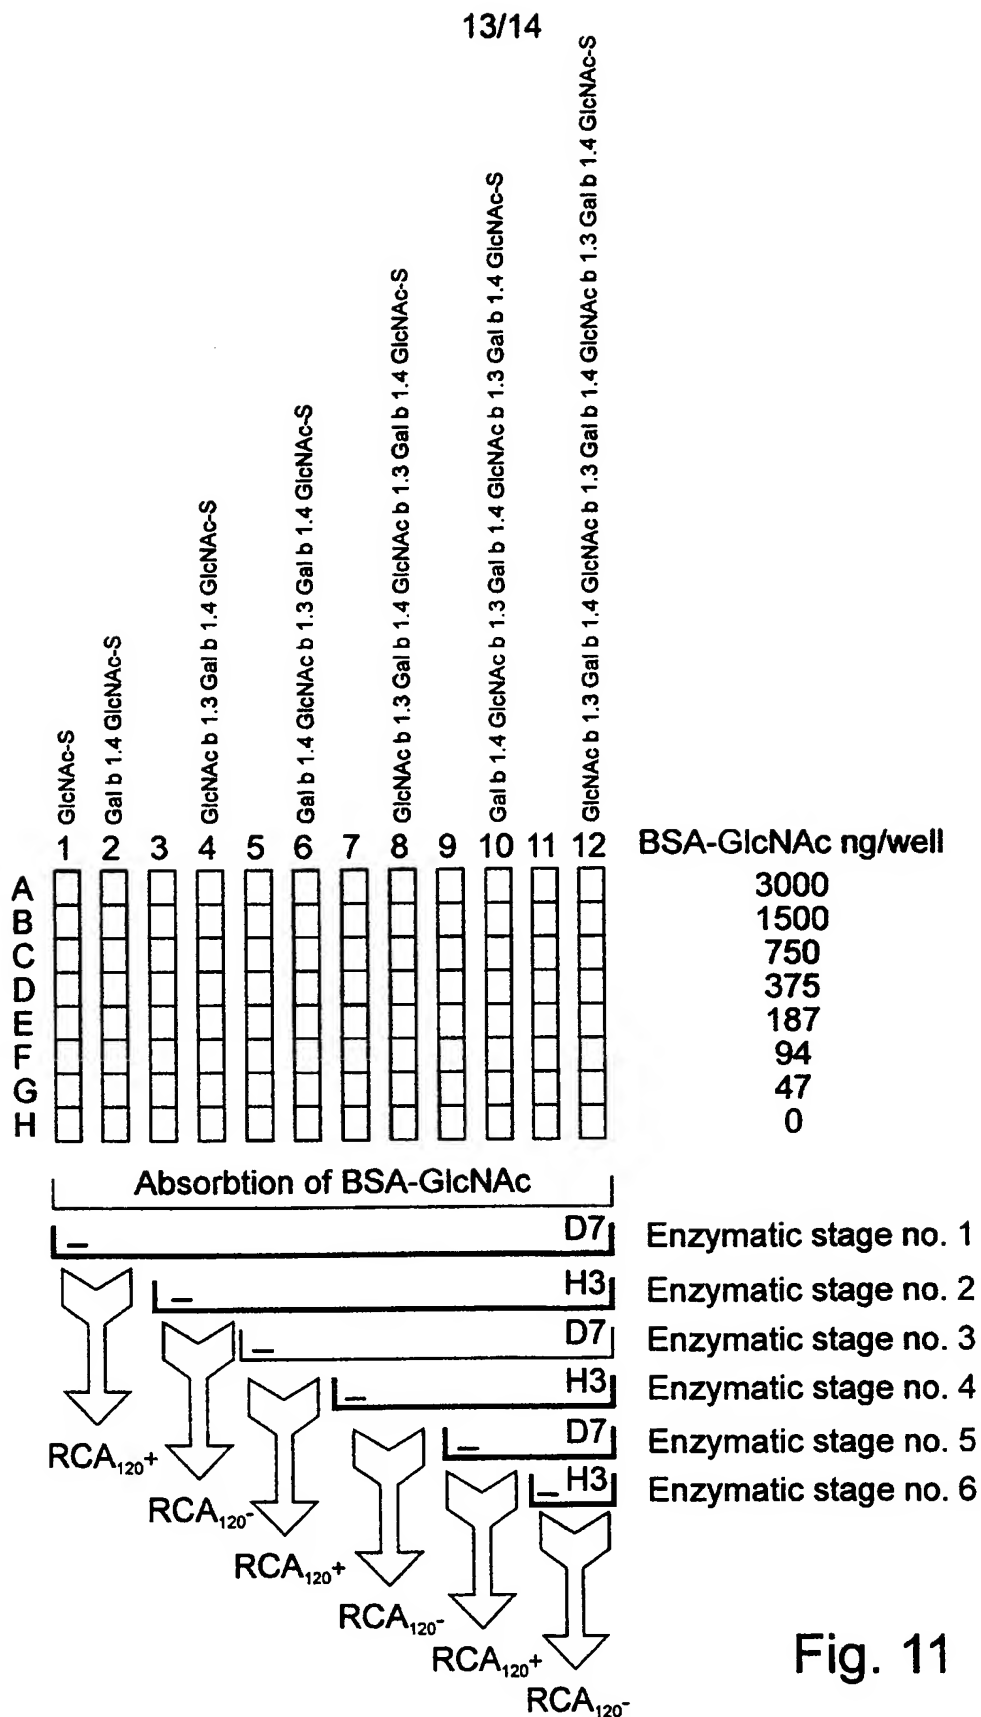 13/14
GlcNAc-S
Gal b 1.4 GlcNAc-S
GlcNAc b 1.3 Gal b 1.4 GlcNAc-S
Gal b 1.4 GlcNAc b 1.3 Gal b 1.4 GlcNAc-S
GlcNAc b 1.3 Gal b 1.4 GlcNAc b 1.3 Gal b 1.4 GlcNAc-S
Gal b 1.4 GlcNAc b 1.3 Gal b 1.4 GlcNAc b 1.3 Gal b 1.4 GlcNAc-S
GlcNAc b 1.3 Gal b 1.4 GlcNAc b 1.3 Gal b 1.4 GlcNAc b 1.3 Gal b 1.4 GlcNAc-S
1 2 3 4 5 6 7 8 9 10 11 12 BSA-GlcNAc ng/well
A 3000
B 1500
C 750
D 375
E 187
F 94
G 47
H 0
Absorbtion of BSA-GlcNAc
– D7 Enzymatic stage no. 1
– H3 Enzymatic stage no. 2
– D7 Enzymatic stage no. 3
– H3 Enzymatic stage no. 4
– D7 Enzymatic stage no. 5
– H3 Enzymatic stage no. 6
RCA₁₂₀+
RCA₁₂₀-
RCA₁₂₀+
RCA₁₂₀-
RCA₁₂₀+
RCA₁₂₀-
Fig. 11